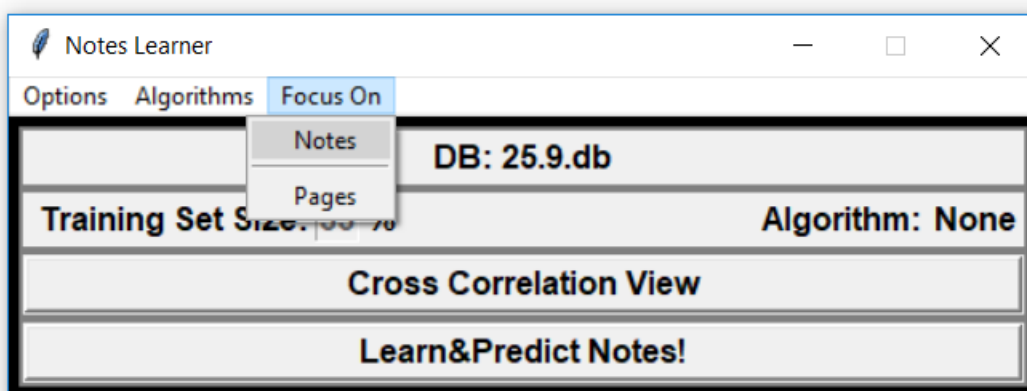 Notes Learner
Options Algorithms Focus On
Notes
DB: 25.9.db
Pages
Training Set Size: % Algorithm: None
Cross Correlation View
Learn&Predict Notes!